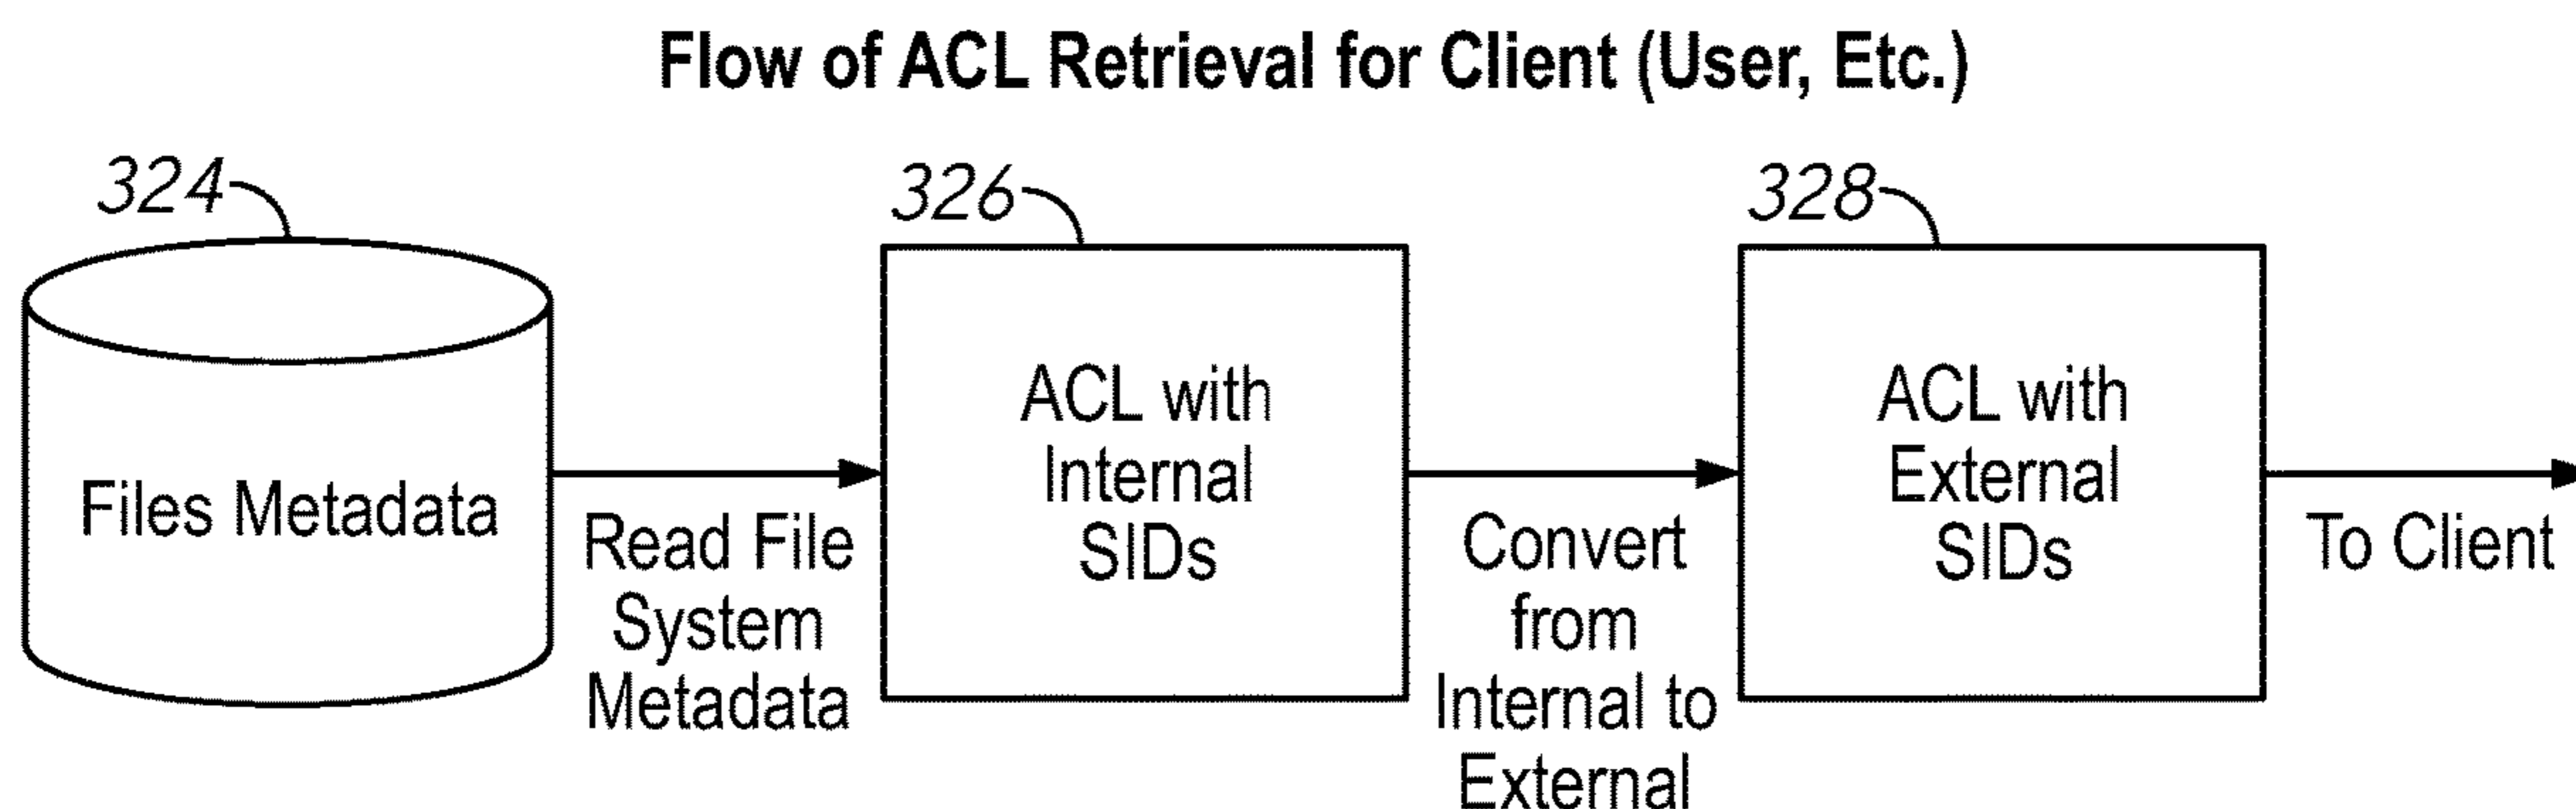 Flow of ACL Retrieval for Client (User, Etc.)
324
326
328
Files Metadata
Read File
System
Metadata
ACL with
Internal
SIDs
Convert
from
Internal to
External
ACL with
External
SIDs
To Client